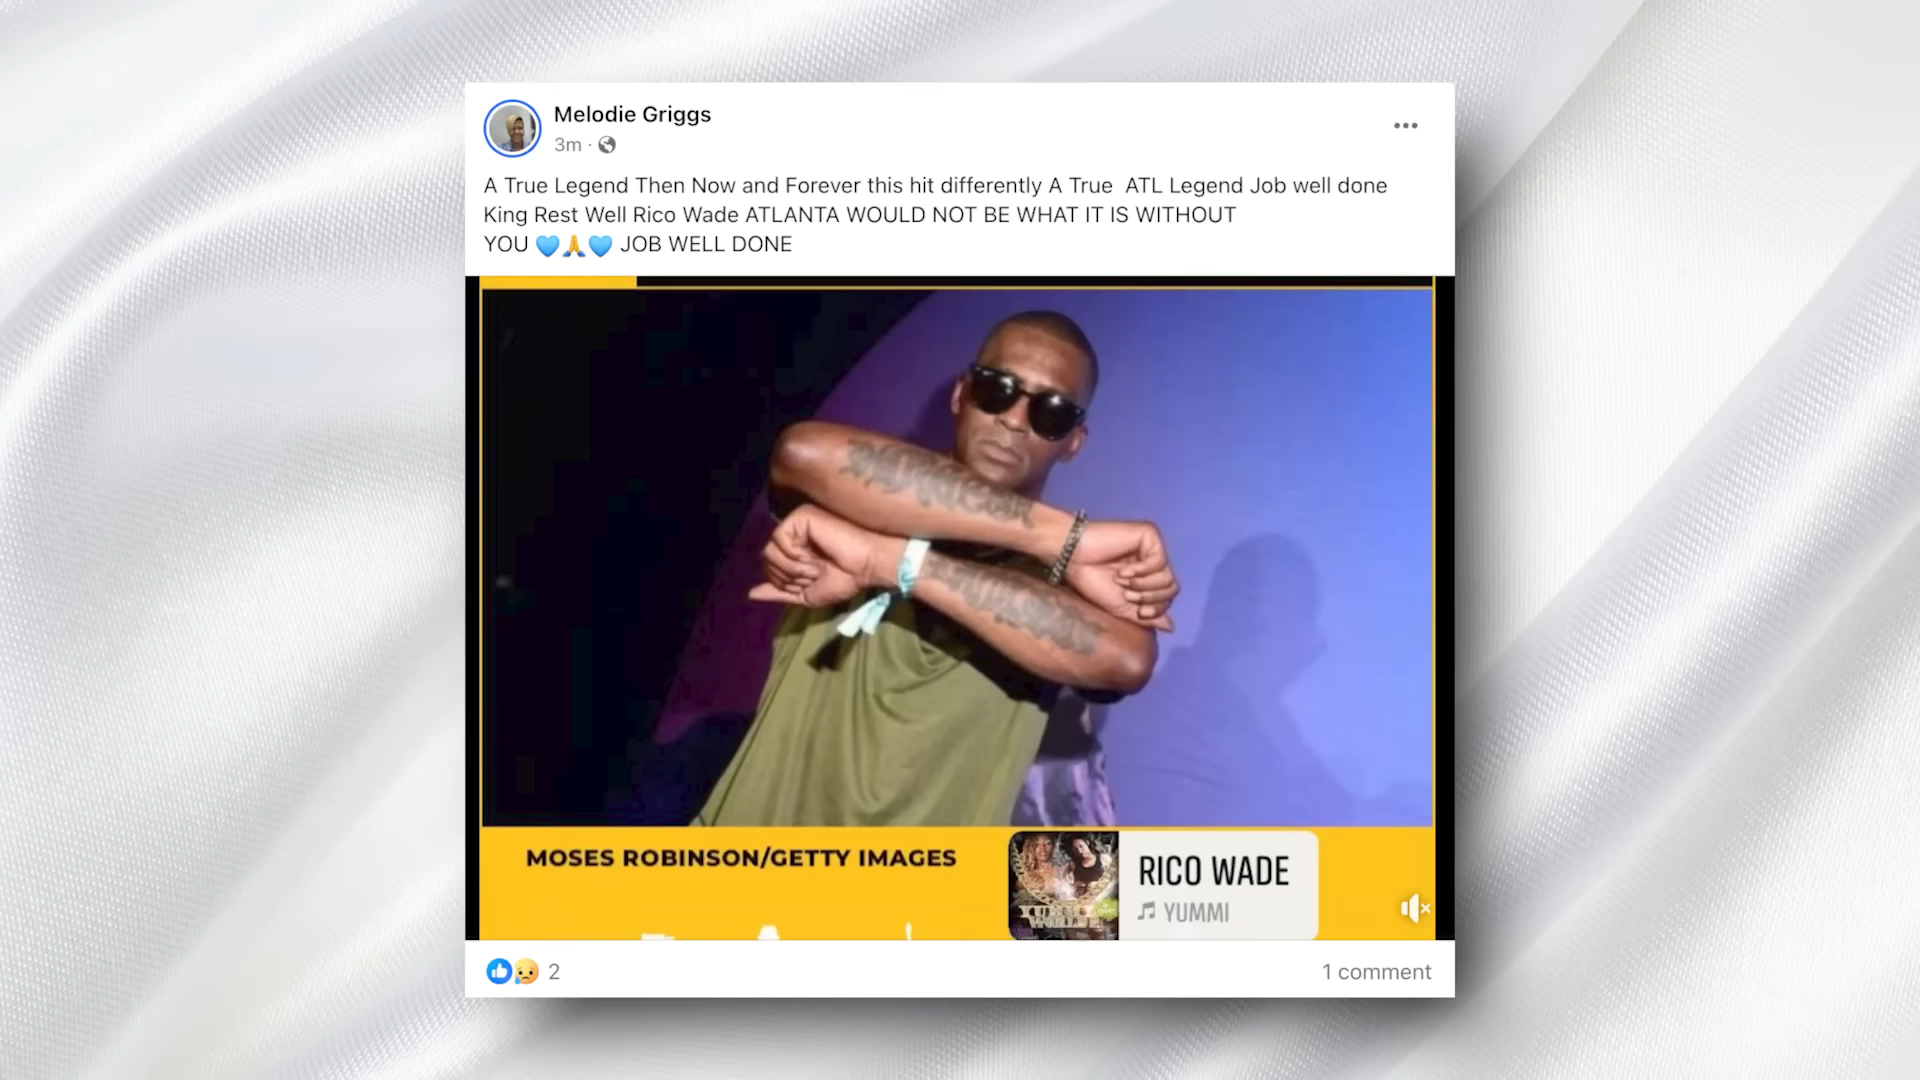 Melodie Griggs
3m ·
A True Legend Then Now and Forever this hit differently A True ATL Legend Job well done
King Rest Well Rico Wade ATLANTA WOULD NOT BE WHAT IT IS WITHOUT
YOU 💙🙏💙 JOB WELL DONE
MOSES ROBINSON/GETTY IMAGES
RICO WADE
YUMMI
2
1 comment